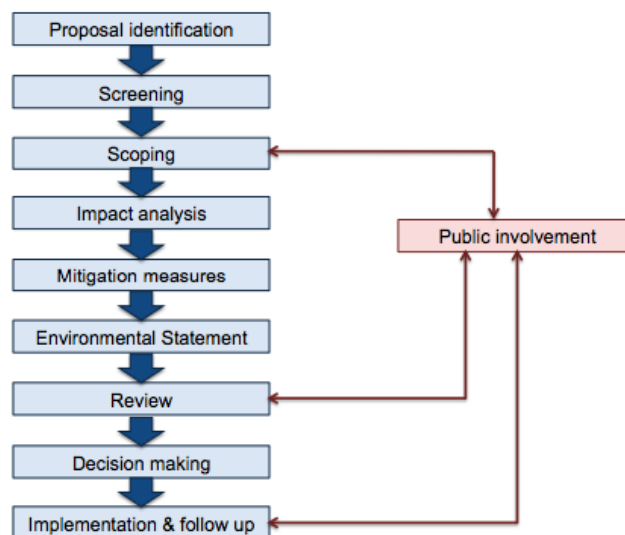 Proposal identification
Screening
Scoping
Impact analysis
Public involvement
Mitigation measures
Environmental Statement
Review
Decision making
Implementation & follow up